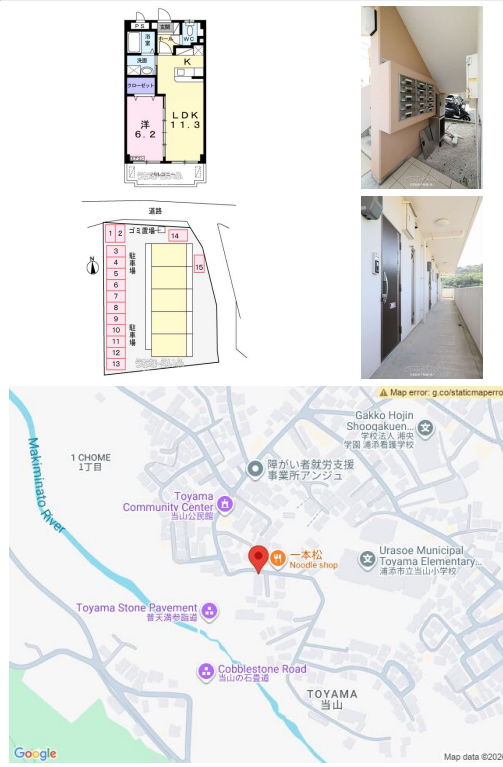 PS
玄関
浴室
ホール
WC
洗面
K
クローゼット
LDK
11.3
洋
6.2
バルコニー
道路
1 2
ゴミ置場
14
3
駐車場
4
5
15
N
6
7
8
9
10
駐車場
11
12
13
Map error: g.co/staticmaperro
Gakko Hojin
Shoogakuen...
学校法人 湘央
学園 浦添看護学校
1 CHOME
1丁目
障がい者就労支援
事業所アンジュ
Makiminato River
Toyama
Community Center
当山公民館
一本松
Noodle shop
Urasoe Municipal
Toyama Elementary...
浦添市立当山小学校
Toyama Stone Pavement
普天満参詣道
Cobblestone Road
当山の石畳道
TOYAMA
当山
Google
Map data ©202